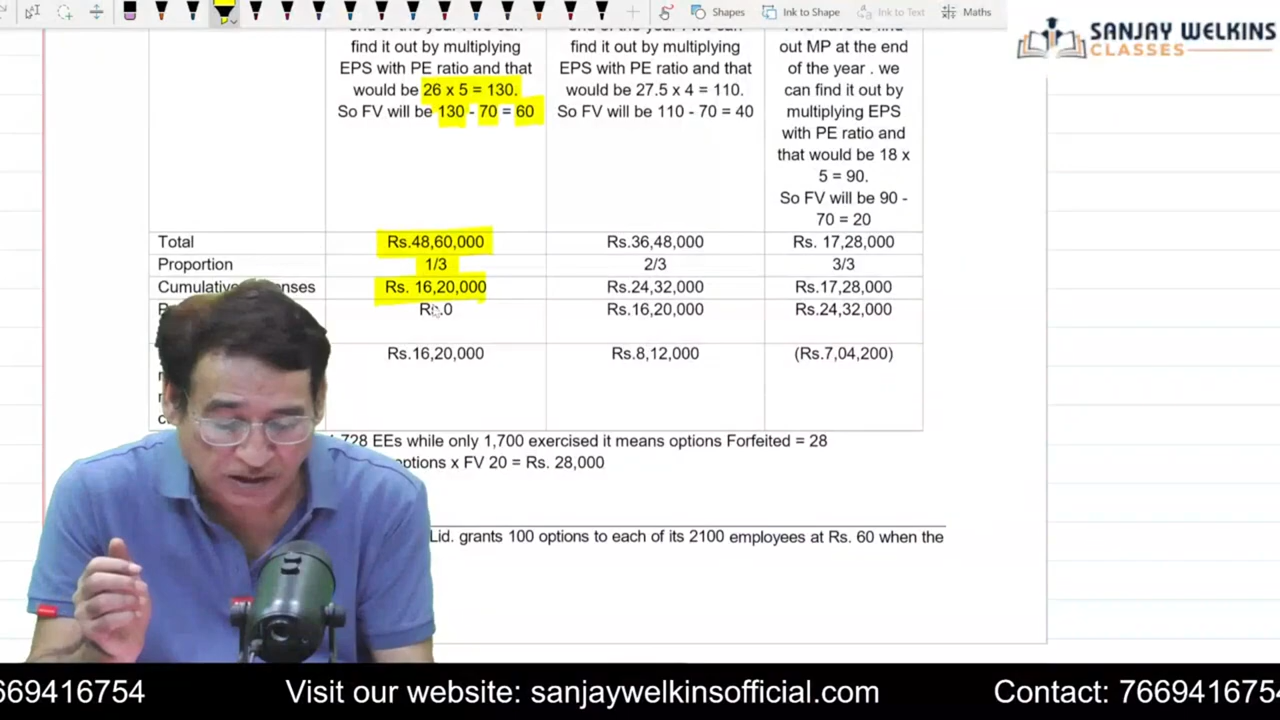 Shapes
Ink to Shape
Ink to Text
Maths
SANJAY WELKINS
CLASSES
find it out by multiplying
EPS with PE ratio and that
would be 26 x 5 = 130.
So FV will be 130 - 70 = 60
find it out by multiplying
EPS with PE ratio and that
would be 27.5 x 4 = 110.
So FV will be 110 - 70 = 40
out MP at the end
of the year . we
can find it out by
multiplying EPS
with PE ratio and
that would be 18 x
5 = 90.
So FV will be 90 -
70 = 20
Total Rs.48,60,000 Rs.36,48,000 Rs. 17,28,000
Proportion 1/3 2/3 3/3
Rs. 16,20,000 Rs.24,32,000 Rs.17,28,000
Rs.0 Rs.16,20,000 Rs.24,32,000
Rs.16,20,000 Rs.8,12,000 (Rs.7,04,200)
728 EEs while only 1,700 exercised it means options Forfeited = 28
options x FV 20 = Rs. 28,000
grants 100 options to each of its 2100 employees at Rs. 60 when the
669416754 Visit our website: sanjaywelkinsofficial.com Contact: 766941675